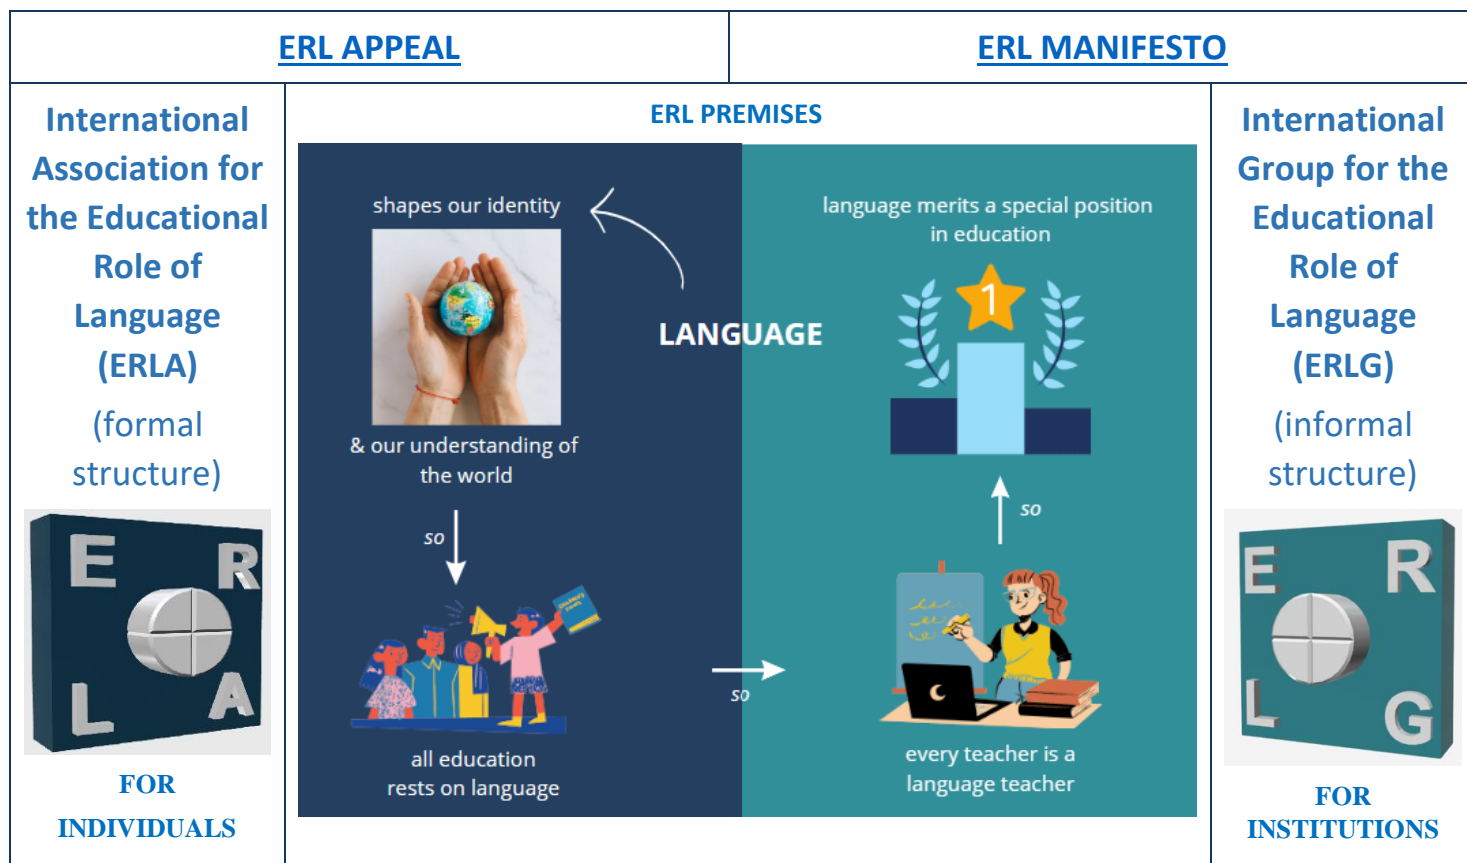 ERL APPEAL
ERL MANIFESTO
International
Association for
the Educational
Role of
Language
(ERLA)
(formal
structure)
E R
L A
FOR
INDIVIDUALS
ERL PREMISES
LANGUAGE
shapes our identity
& our understanding of
the world
so
all education
rests on language
so
every teacher is a
language teacher
so
language merits a special position
in education
1
International
Group for the
Educational
Role of
Language
(ERLG)
(informal
structure)
E R
L G
FOR
INSTITUTIONS